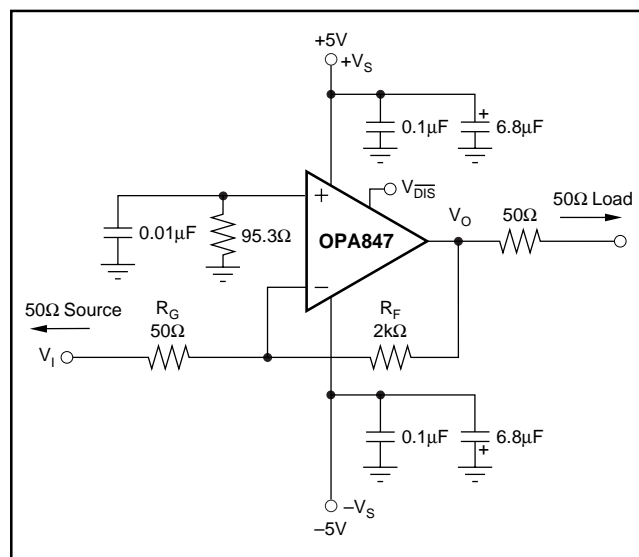 +5V
+V_S
0.1μF
6.8μF
+
+
V_D̅I̅S̅
V_O
50Ω
50Ω Load
0.01μF
95.3Ω
OPA847
−
50Ω Source
R_G
50Ω
R_F
2kΩ
V_I
0.1μF
6.8μF
+
−V_S
−5V